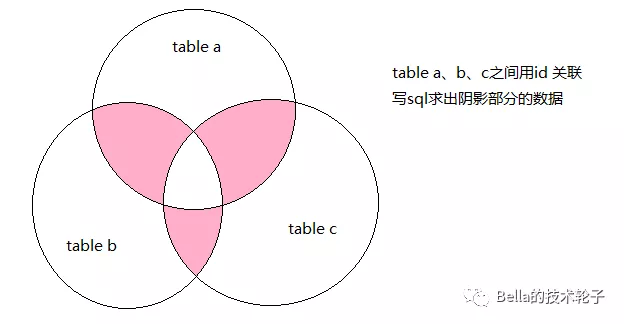 table a
table a、b、c之间用id 关联
写sql求出阴影部分的数据
table b
table c
Bella的技术轮子